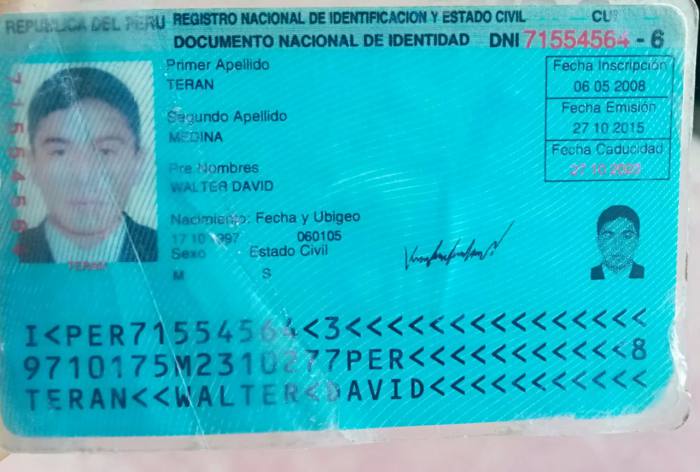 REPUBLICA DEL PERU REGISTRO NACIONAL DE IDENTIFICACION Y ESTADO CIVIL
DOCUMENTO NACIONAL DE IDENTIDAD DNI 71554564 - 6
Primer Apellido
TERAN
Segundo Apellido
MEDINA
Pre Nombres
WALTER DAVID
Nacimiento: Fecha y Ubigeo
17 10 1997 060105
Sexo Estado Civil
M S
Fecha Inscripción
06 05 2008
Fecha Emisión
27 10 2015
Fecha Caducidad
27 10 2023
71554564
TERAN
I<PER71554564<3<<<<<<<<<<<<<<<
9710175M2310277PER<<<<<<<<<<<8
TERAN<<WALTER<DAVID<<<<<<<<<<<